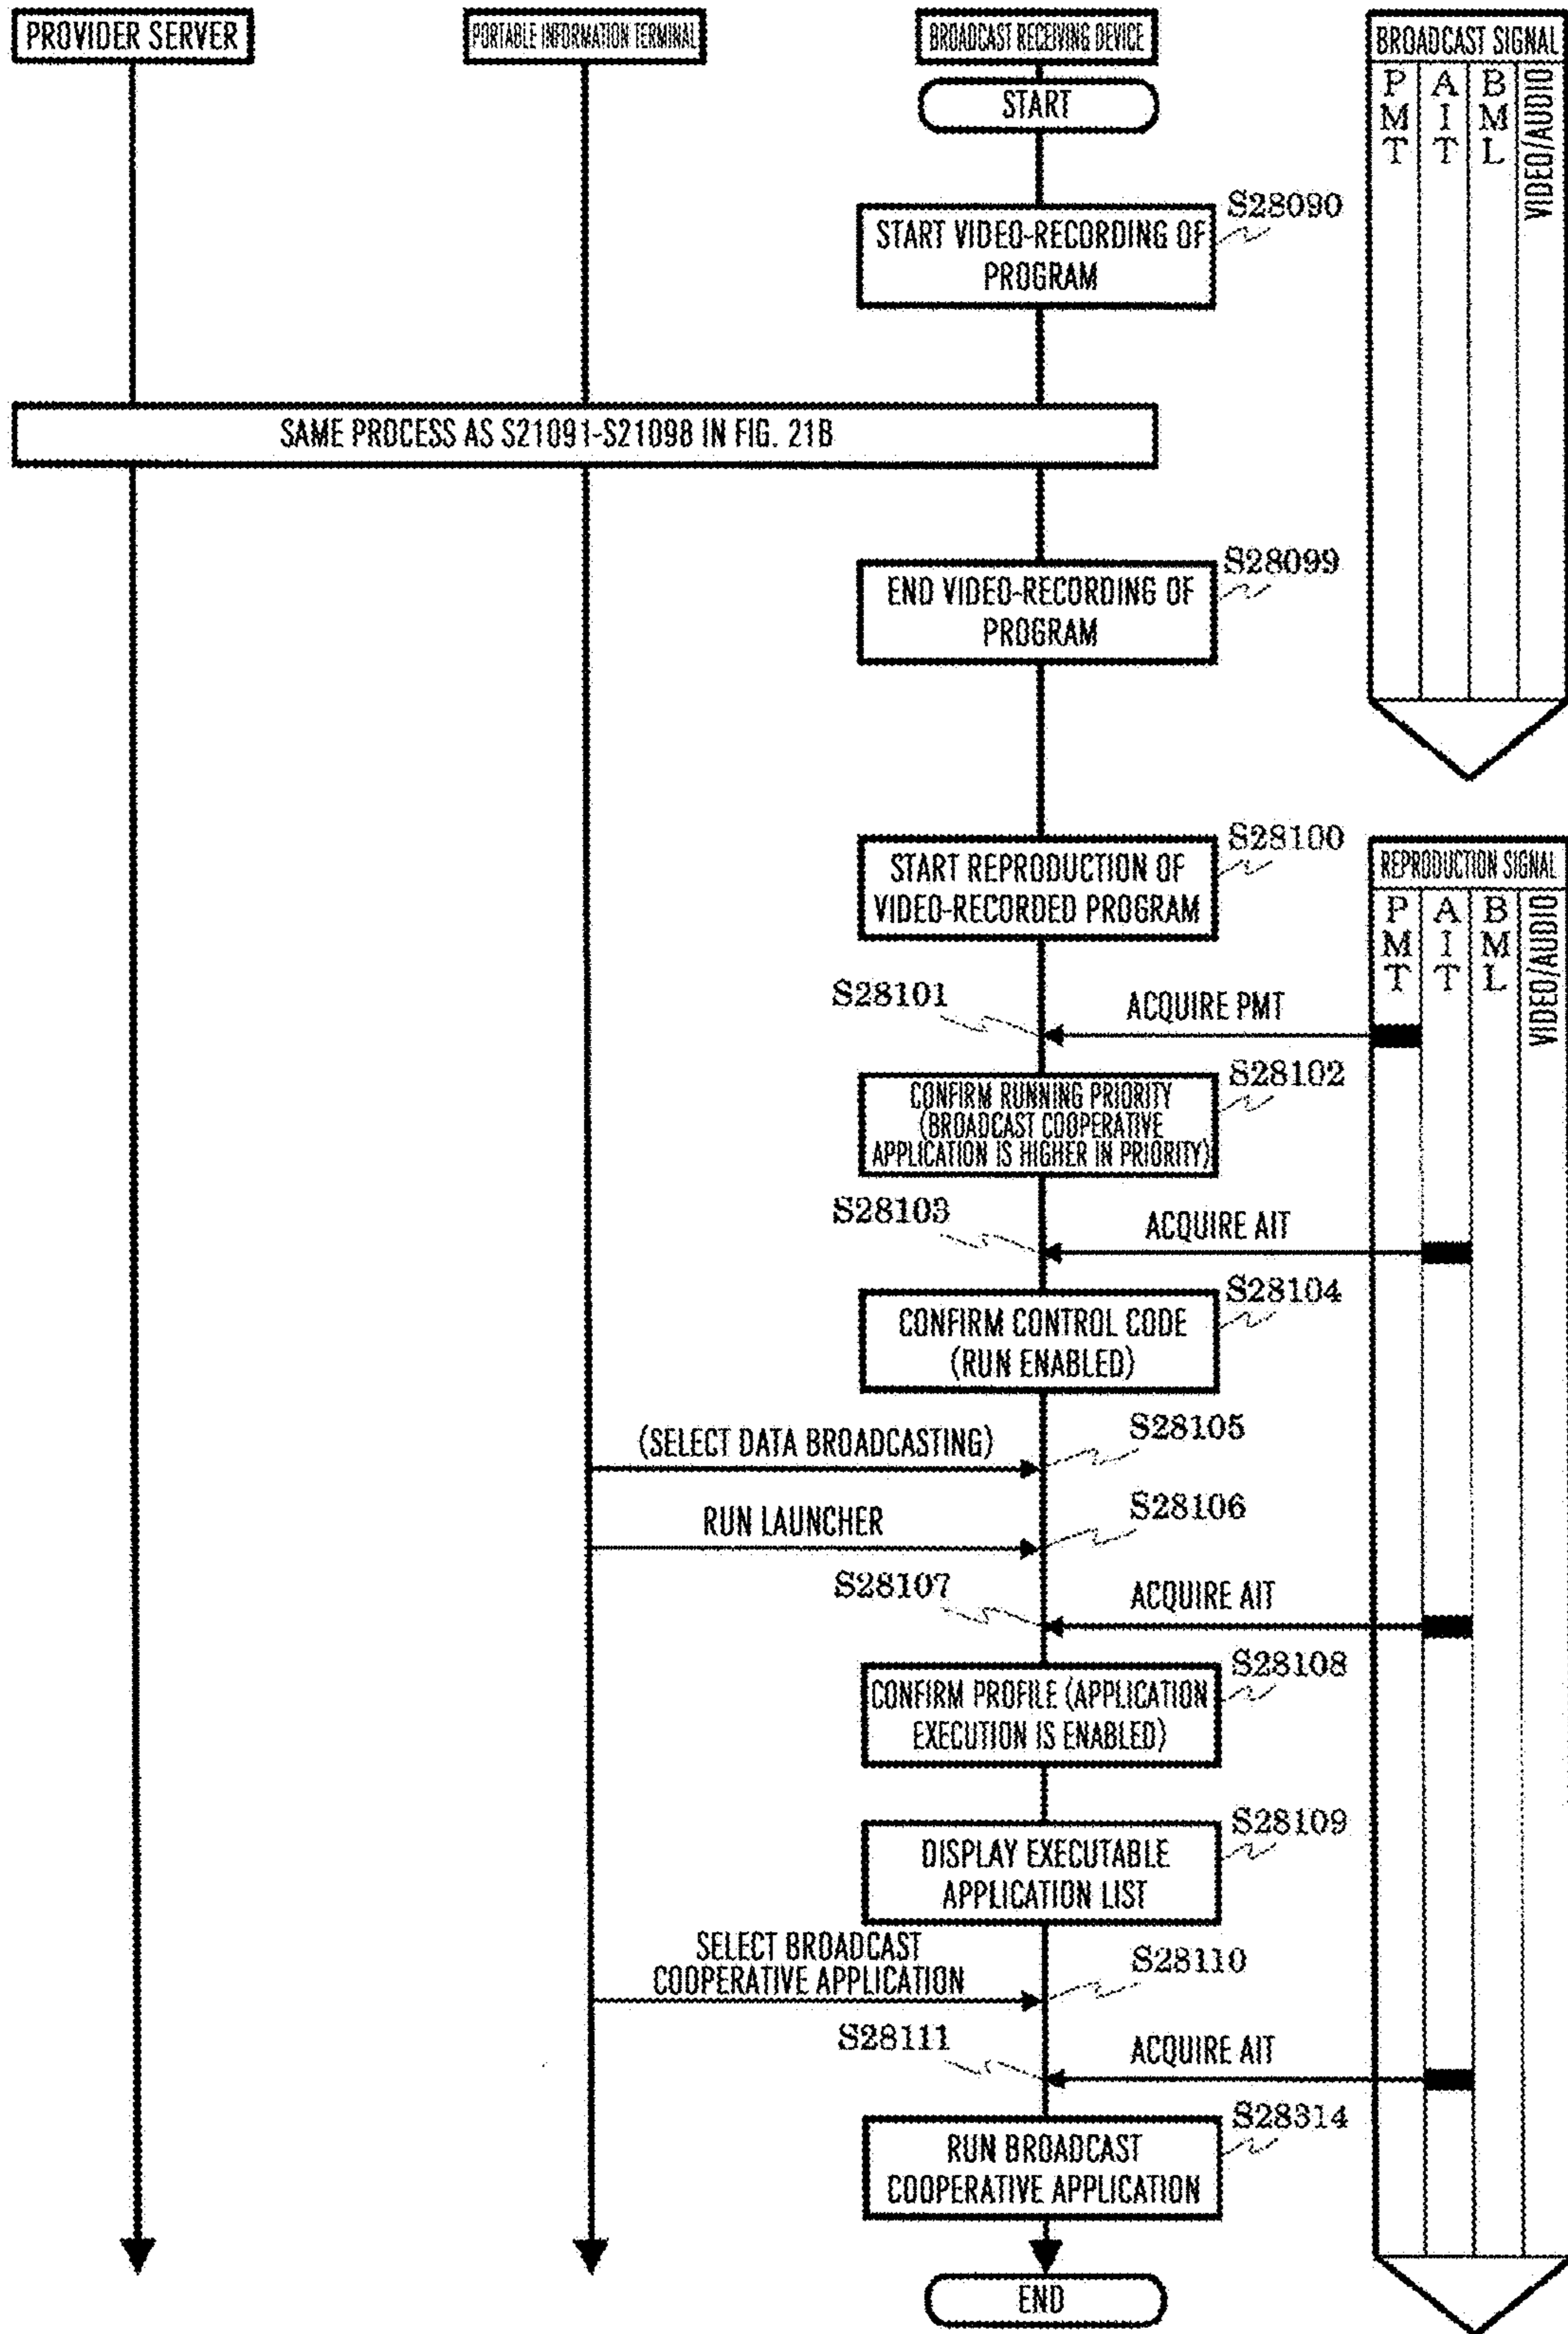 PROVIDER SERVER
PORTABLE INFORMATION TERMINAL
BROADCAST RECEIVING DEVICE
BROADCAST SIGNAL
PMT
AIT
BML
VIDEO/AUDIO
START
S28090
START VIDEO-RECORDING OF
PROGRAM
SAME PROCESS AS S21091-S21098 IN FIG. 21B
S28099
END VIDEO-RECORDING OF
PROGRAM
S28100
START REPRODUCTION OF
VIDEO-RECORDED PROGRAM
REPRODUCTION SIGNAL
PMT
AIT
BML
VIDEO/AUDIO
S28101
ACQUIRE PMT
S28102
CONFIRM RUNNING PRIORITY
(BROADCAST COOPERATIVE
APPLICATION IS HIGHER IN PRIORITY)
S28103
ACQUIRE AIT
S28104
CONFIRM CONTROL CODE
(RUN ENABLED)
(SELECT DATA BROADCASTING)
S28105
RUN LAUNCHER
S28106
S28107
ACQUIRE AIT
S28108
CONFIRM PROFILE (APPLICATION
EXECUTION IS ENABLED)
S28109
DISPLAY EXECUTABLE
APPLICATION LIST
SELECT BROADCAST
COOPERATIVE APPLICATION
S28110
S28111
ACQUIRE AIT
S28314
RUN BROADCAST
COOPERATIVE APPLICATION
END